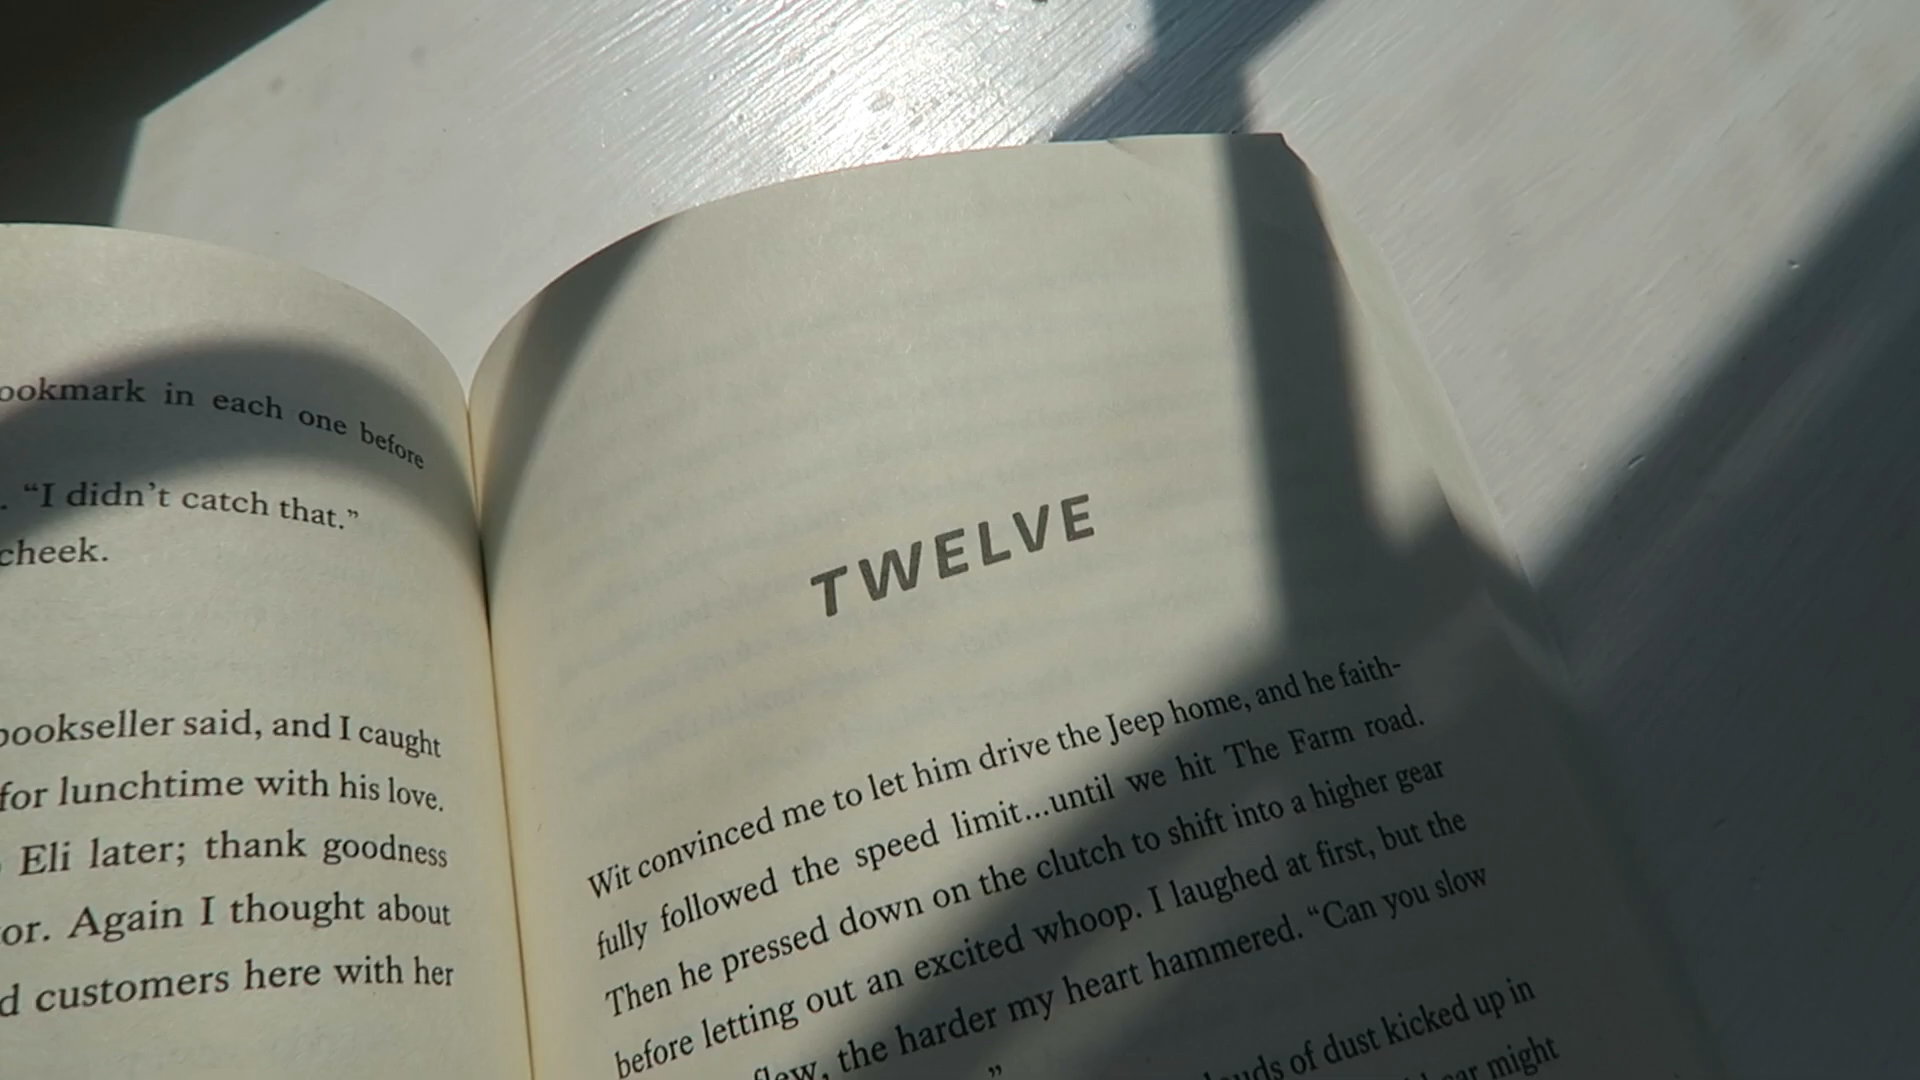 ookmark in each one before
. “I didn’t catch that.”
cheek.
bookseller said, and I caught
for lunchtime with his love.
Eli later; thank goodness
or. Again I thought about
d customers here with her
TWELVE
Wit convinced me to let him drive the Jeep home, and he faith-
fully followed the speed limit...until we hit The Farm road.
Then he pressed down on the clutch to shift into a higher gear
before letting out an excited whoop. I laughed at first, but the
flew, the harder my heart hammered. “Can you slow
”
ouds of dust kicked up in
might